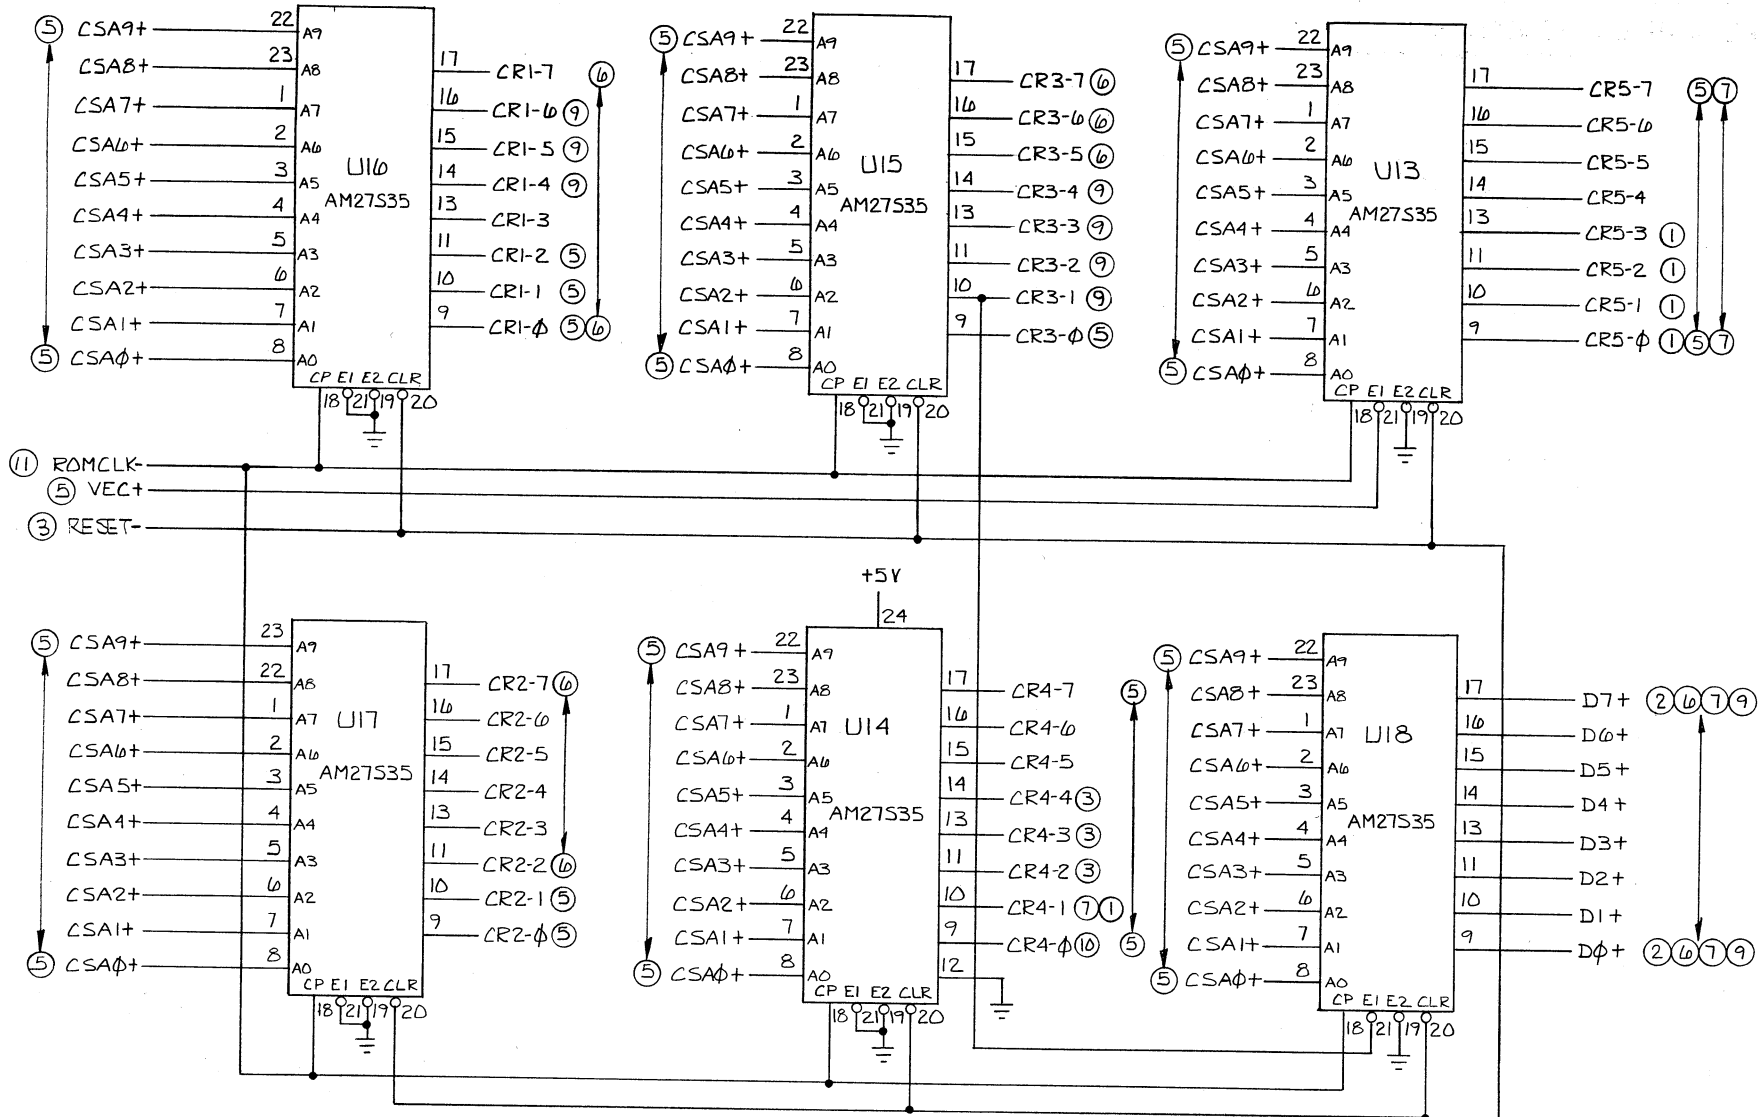 ⑤ CSA9+ 22 A9
CSA8+ 23 A8
CSA7+ 1 A7
CSA6+ 2 A6
CSA5+ 3 A5
CSA4+ 4 A4
CSA3+ 5 A3
CSA2+ 6 A2
CSA1+ 7 A1
⑤ CSAφ+ 8 A0
U16
AM27S35
17 CR1-7 ⑥
16 CR1-6 ⑨
15 CR1-5 ⑨
14 CR1-4 ⑨
13 CR1-3
11 CR1-2 ⑤
10 CR1-1 ⑤
9 CR1-φ ⑤ ⑥
CP E1 E2 CLR
18 21 19 20
⑤ CSA9+ 22 A9
CSA8+ 23 A8
CSA7+ 1 A7
CSA6+ 2 A6
CSA5+ 3 A5
CSA4+ 4 A4
CSA3+ 5 A3
CSA2+ 6 A2
CSA1+ 7 A1
⑤ CSAφ+ 8 A0
U15
AM27S35
17 CR3-7 ⑥
16 CR3-6 ⑥
15 CR3-5 ⑥
14 CR3-4 ⑨
13 CR3-3 ⑨
11 CR3-2 ⑨
10 CR3-1 ⑨
9 CR3-φ ⑤
CP E1 E2 CLR
18 21 19 20
⑤ CSA9+ 22 A9
CSA8+ 23 A8
CSA7+ 1 A7
CSA6+ 2 A6
CSA5+ 3 A5
CSA4+ 4 A4
CSA3+ 5 A3
CSA2+ 6 A2
CSA1+ 7 A1
⑤ CSAφ+ 8 A0
U13
AM27S35
17 CR5-7 ⑤ ⑦
16 CR5-6
15 CR5-5
14 CR5-4
13 CR5-3 ①
11 CR5-2 ①
10 CR5-1 ①
9 CR5-φ ① ⑤ ⑦
CP E1 E2 CLR
18 21 19 20
⑪ ROMCLK-
⑤ VEC+
③ RESET-
⑤ CSA9+ 23 A9
CSA8+ 22 A8
CSA7+ 1 A7
CSA6+ 2 A6
CSA5+ 3 A5
CSA4+ 4 A4
CSA3+ 5 A3
CSA2+ 6 A2
CSA1+ 7 A1
⑤ CSAφ+ 8 A0
U17
AM27S35
17 CR2-7 ⑥
16 CR2-6
15 CR2-5
14 CR2-4
13 CR2-3
11 CR2-2 ⑥
10 CR2-1 ⑤
9 CR2-φ ⑤
CP E1 E2 CLR
18 21 19 20
+5V
24
⑤ CSA9+ 22 A9
CSA8+ 23 A8
CSA7+ 1 A7
CSA6+ 2 A6
CSA5+ 3 A5
CSA4+ 4 A4
CSA3+ 5 A3
CSA2+ 6 A2
CSA1+ 7 A1
⑤ CSAφ+ 8 A0
U14
AM27S35
17 CR4-7 ⑤
16 CR4-6
15 CR4-5
14 CR4-4 ③
13 CR4-3 ③
11 CR4-2 ③
10 CR4-1 ⑦ ①
9 CR4-φ ⑩ ⑤
12
CP E1 E2 CLR
18 21 19 20
⑤ CSA9+ 22 A9
CSA8+ 23 A8
CSA7+ 1 A7
CSA6+ 2 A6
CSA5+ 3 A5
CSA4+ 4 A4
CSA3+ 5 A3
CSA2+ 6 A2
CSA1+ 7 A1
⑤ CSAφ+ 8 A0
U18
AM27S35
17 D7+ ② ⑥ ⑦ ⑨
16 D6+
15 D5+
14 D4+
13 D3+
11 D2+
10 D1+
9 Dφ+ ② ⑥ ⑦ ⑨
CP E1 E2 CLR
18 21 19 20